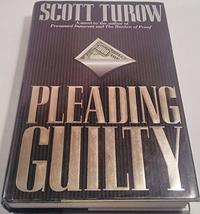 SCOTT TUROW
A novel by the author of
Presumed Innocent and The Burden of Proof
PLEADING
GUILTY